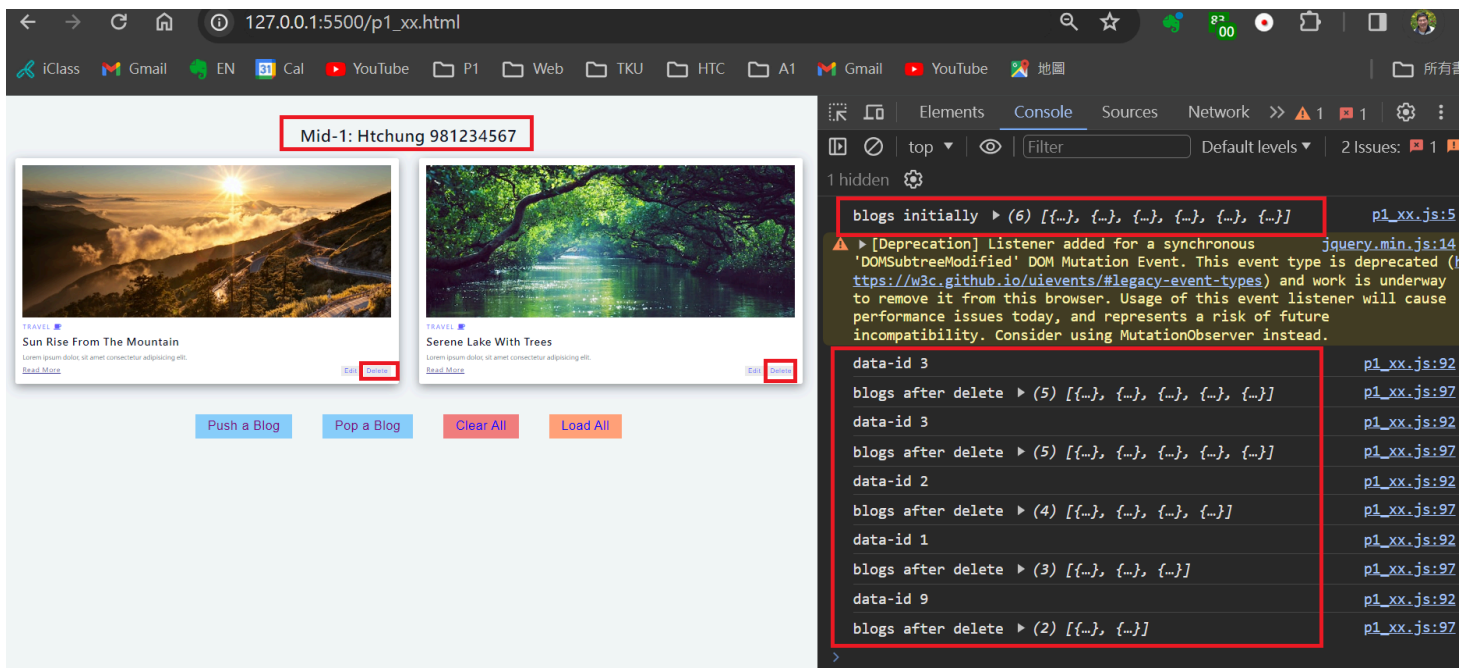 127.0.0.1:5500/p1_xx.html
00
iClass
Gmail
EN
31
Cal
YouTube
P1
Web
TKU
HTC
A1
Gmail
YouTube
地圖
所有書
Mid-1: Htchung 981234567
TRAVEL
Sun Rise From The Mountain
Lorem ipsum dolor, sit amet consectetur adipisicing elit.
Read More
Edit
Delete
TRAVEL
Serene Lake With Trees
Lorem ipsum dolor, sit amet consectetur adipisicing elit.
Read More
Edit
Delete
Push a Blog
Pop a Blog
Clear All
Load All
Elements
Console
Sources
Network
1
1
top
Filter
Default levels
2 Issues:
1
1 hidden
blogs initially (6) [{…}, {…}, {…}, {…}, {…}, {…}] p1_xx.js:5
[Deprecation] Listener added for a synchronous jquery.min.js:14
'DOMSubtreeModified' DOM Mutation Event. This event type is deprecated (h
ttps://w3c.github.io/uievents/#legacy-event-types) and work is underway
to remove it from this browser. Usage of this event listener will cause
performance issues today, and represents a risk of future
incompatibility. Consider using MutationObserver instead.
data-id 3 p1_xx.js:92
blogs after delete (5) [{…}, {…}, {…}, {…}, {…}] p1_xx.js:97
data-id 3 p1_xx.js:92
blogs after delete (5) [{…}, {…}, {…}, {…}, {…}] p1_xx.js:97
data-id 2 p1_xx.js:92
blogs after delete (4) [{…}, {…}, {…}, {…}] p1_xx.js:97
data-id 1 p1_xx.js:92
blogs after delete (3) [{…}, {…}, {…}] p1_xx.js:97
data-id 9 p1_xx.js:92
blogs after delete (2) [{…}, {…}] p1_xx.js:97